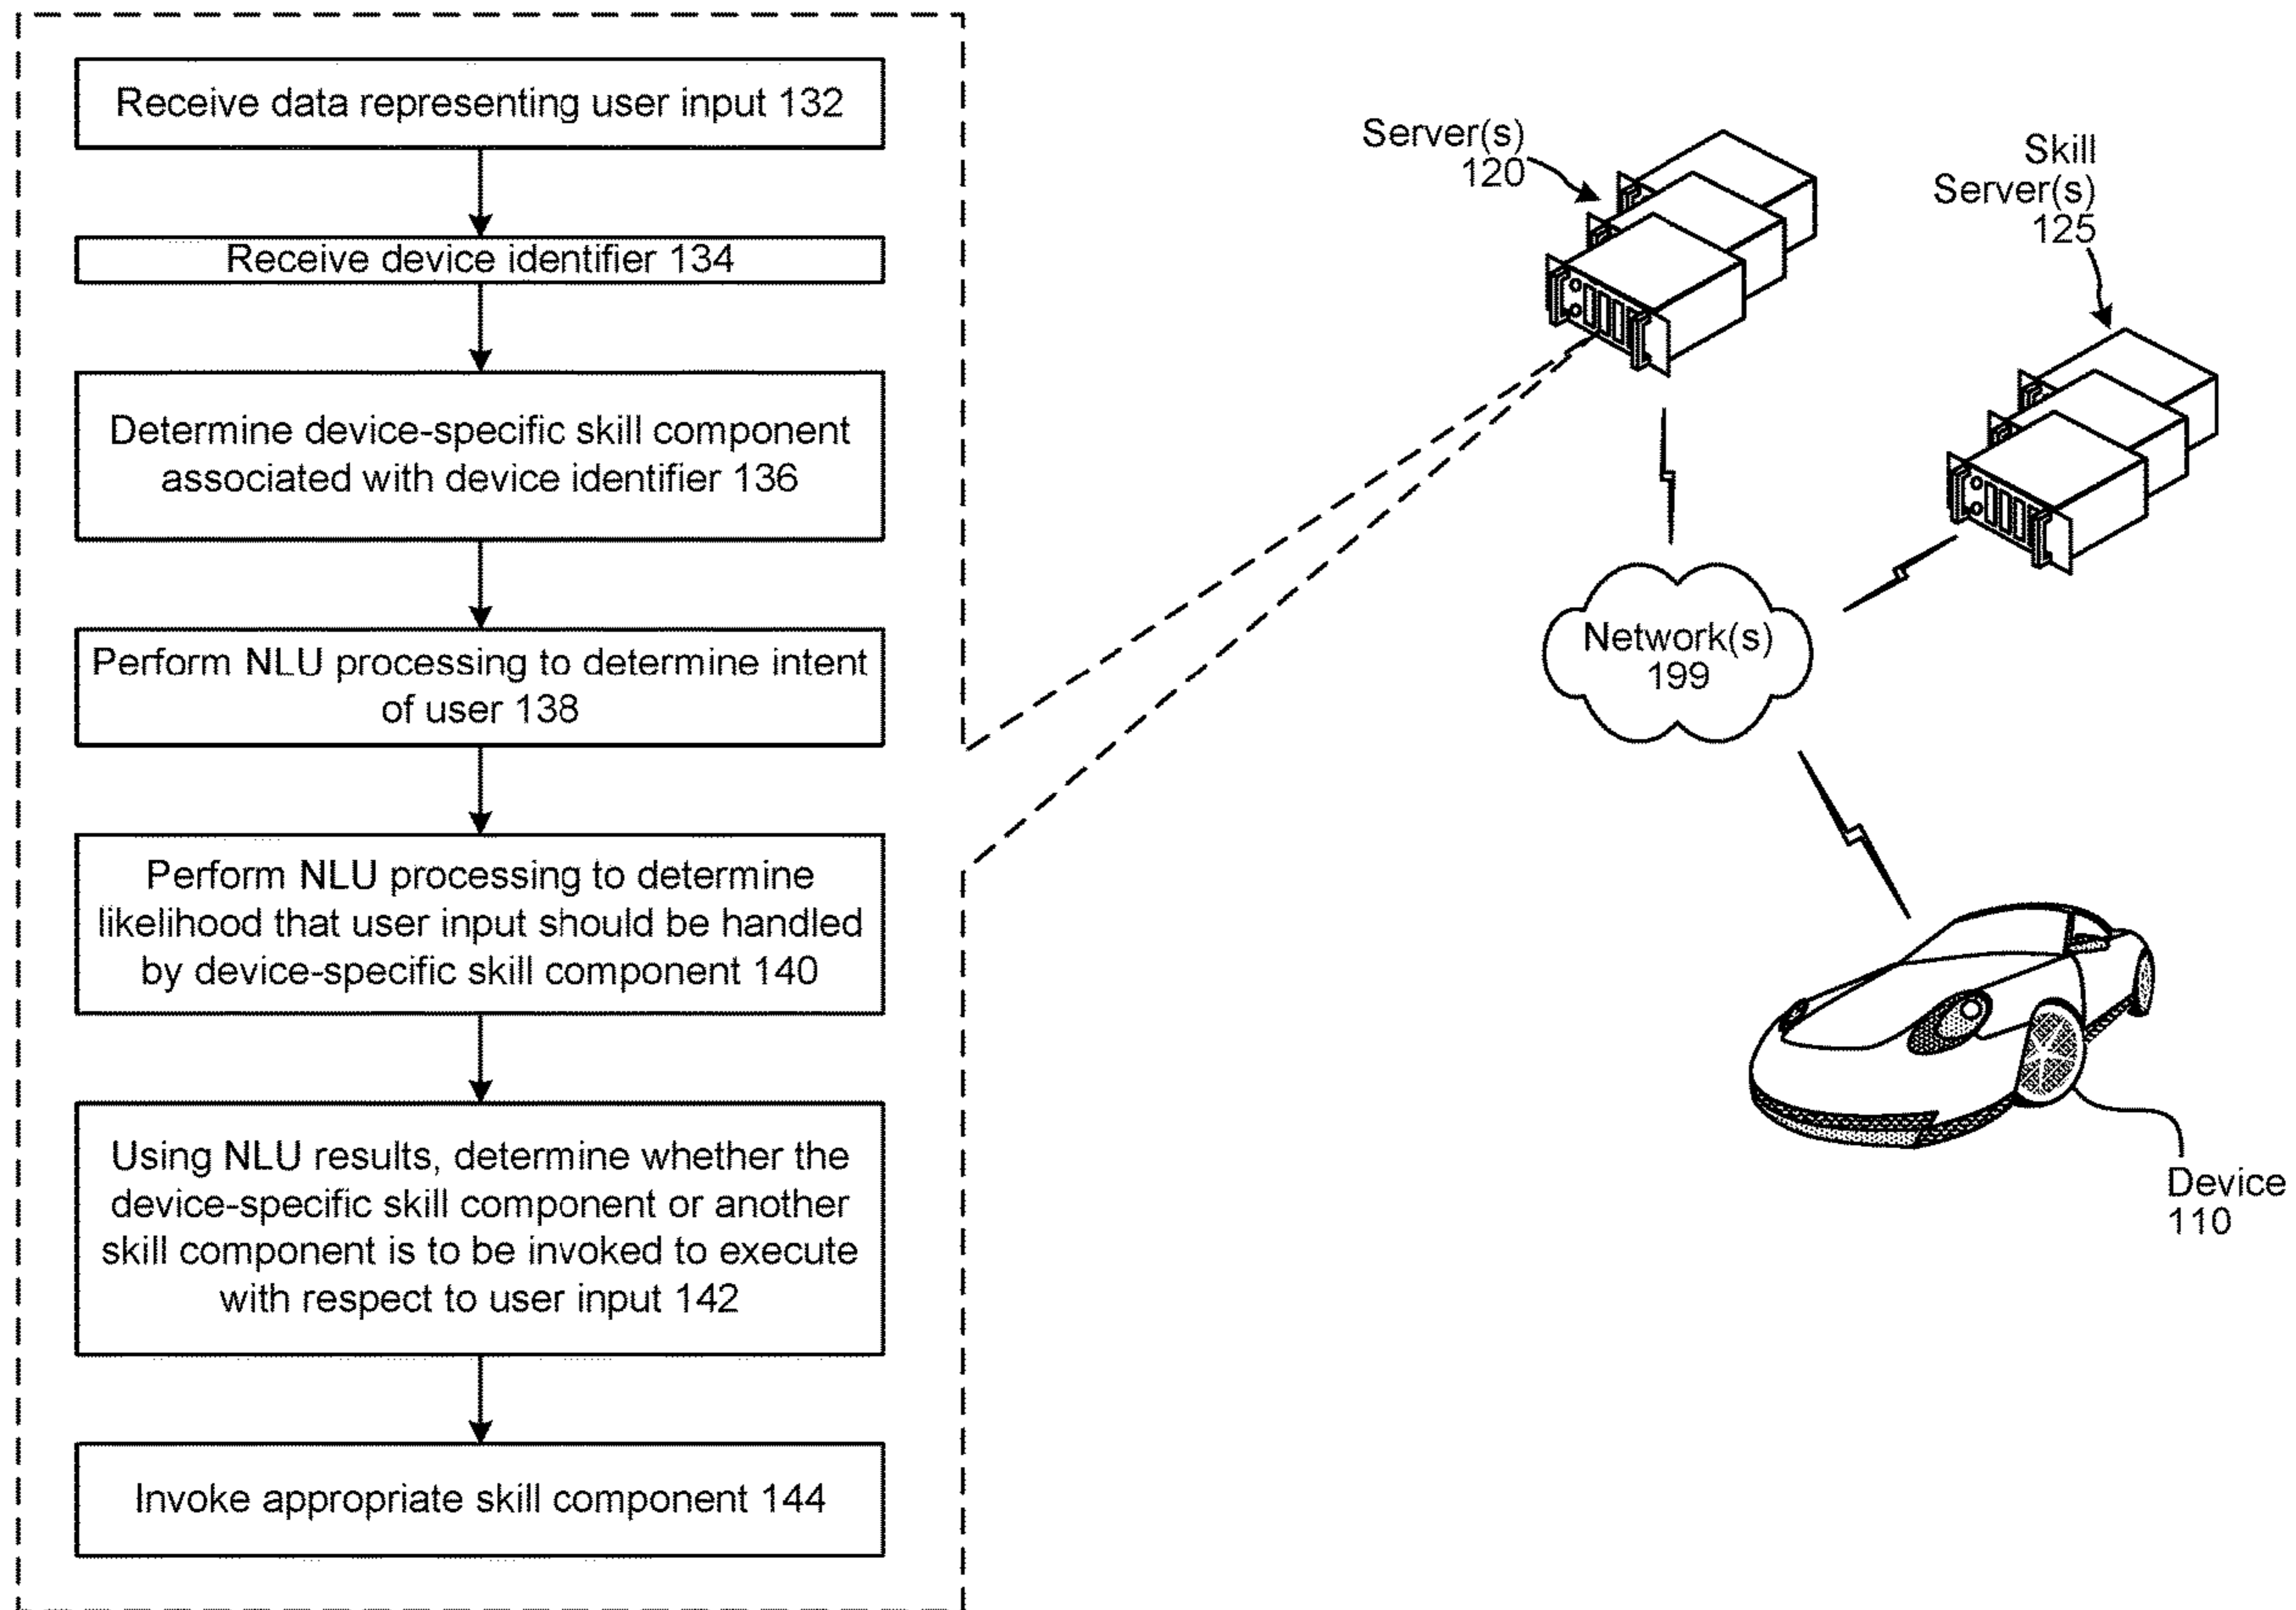 Receive data representing user input 132
Receive device identifier 134
Determine device-specific skill component
associated with device identifier 136
Perform NLU processing to determine intent
of user 138
Perform NLU processing to determine
likelihood that user input should be handled
by device-specific skill component 140
Using NLU results, determine whether the
device-specific skill component or another
skill component is to be invoked to execute
with respect to user input 142
Invoke appropriate skill component 144
Server(s)
120
Skill
Server(s)
125
Network(s)
199
Device
110